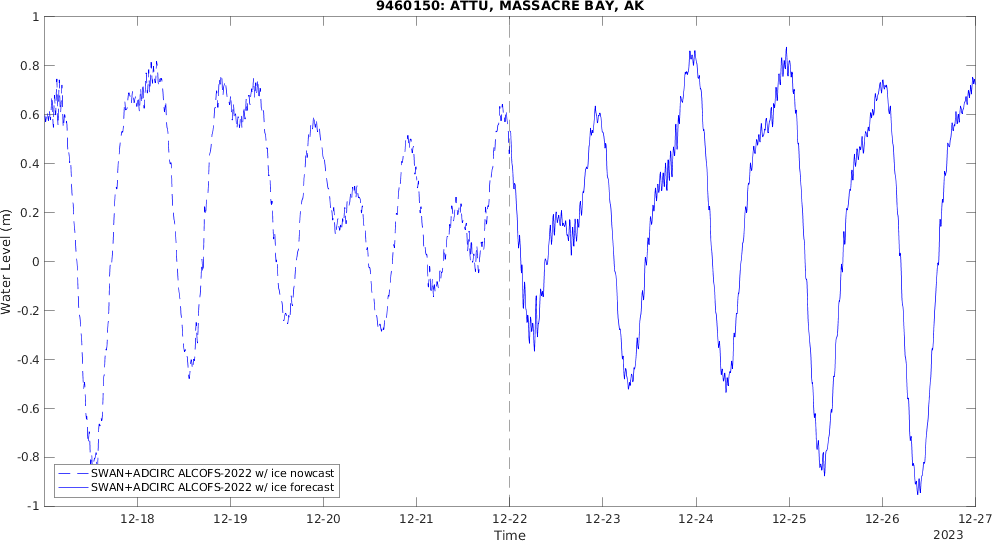 9460150: ATTU, MASSACRE BAY, AK
Water Level (m)
1
0.8
0.6
0.4
0.2
0
-0.2
-0.4
-0.6
-0.8
-1
SWAN+ADCIRC ALCOFS-2022 w/ ice nowcast
SWAN+ADCIRC ALCOFS-2022 w/ ice forecast
12-18 12-19 12-20 12-21 12-22 12-23 12-24 12-25 12-26 12-27
Time
2023